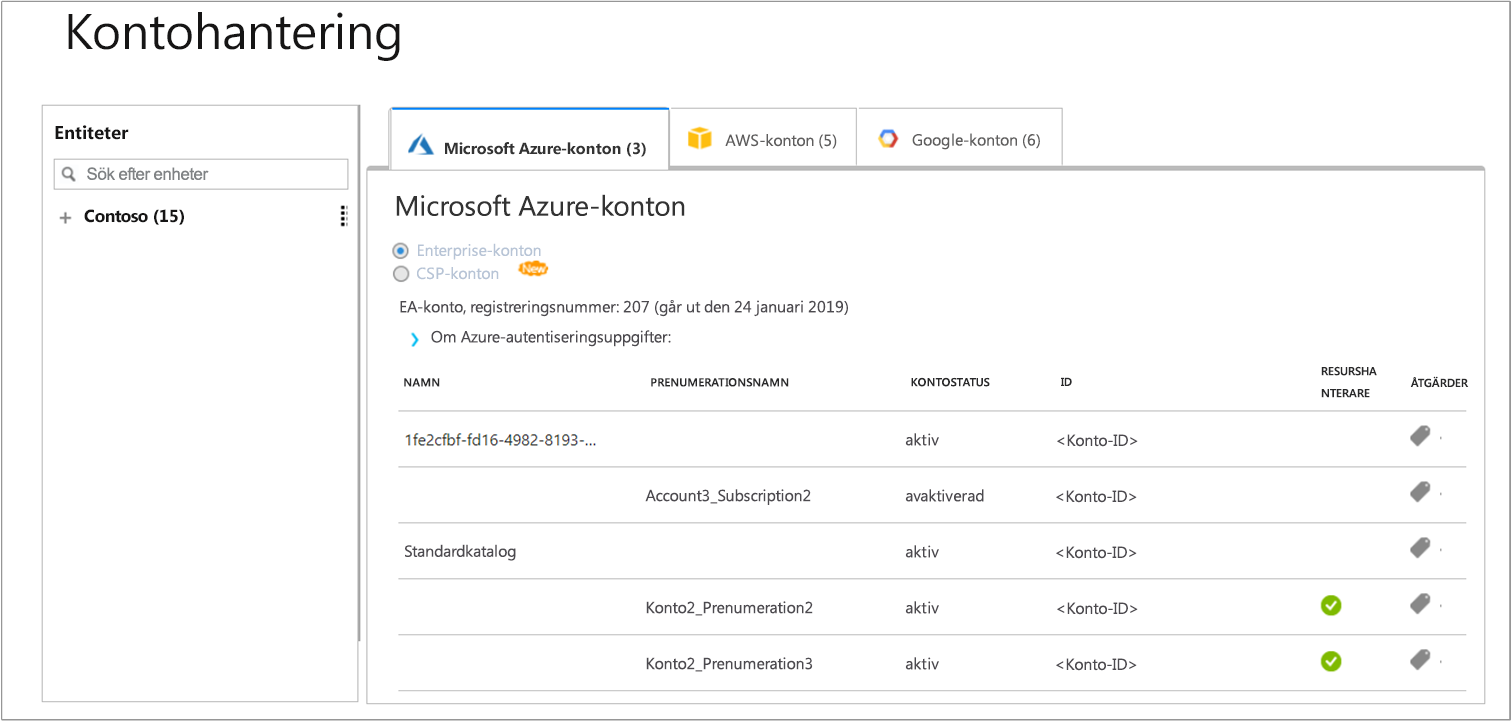 Kontohantering
Entiteter
Sök efter enheter
+ Contoso (15)
Microsoft Azure-konton (3)
AWS-konton (5)
Google-konton (6)
Microsoft Azure-konton
Enterprise-konton
CSP-konton New
EA-konto, registreringsnummer: 207 (går ut den 24 januari 2019)
Om Azure-autentiseringsuppgifter:
NAMN PRENUMERATIONSNAMN KONTOSTATUS ID RESURSHA ÅTGÄRDER
NTERARE
1fe2cfbf-fd16-4982-8193-... aktiv <Konto-ID>
Account3_Subscription2 avaktiverad <Konto-ID>
Standardkatalog aktiv <Konto-ID>
Konto2_Prenumeration2 aktiv <Konto-ID>
Konto2_Prenumeration3 aktiv <Konto-ID>